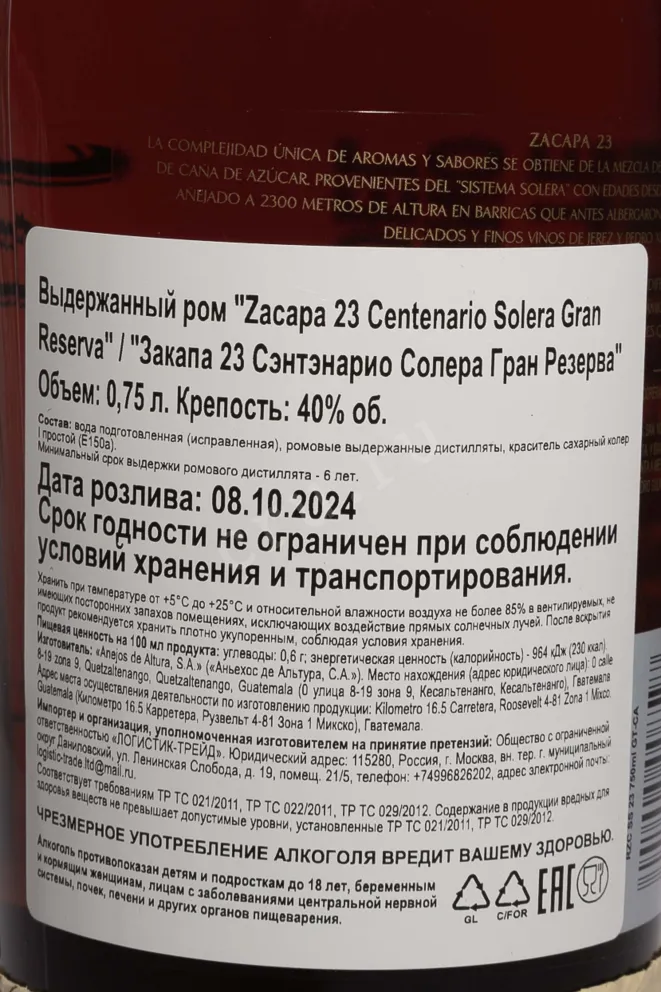 ZACAPA 23
LA COMPLEJIDAD ÚNICA DE AROMAS Y SABORES SE OBTIENE DE LA MEZCLA DE
DE CAÑA DE AZÚCAR. PROVENIENTES DEL "SISTEMA SOLERA" CON EDADES
AÑEJADO A 2300 METROS DE ALTURA EN BARRICAS QUE ANTES ALBERGARON
DELICADOS Y FINOS VINOS DE JEREZ Y PEDRO
Выдержанный ром "Zacapa 23 Centenario Solera Gran
Reserva" / "Закапа 23 Сэнтэнарио Солера Гран Резерва"
Объем: 0,75 л. Крепость: 40% об.
Состав: вода подготовленная (исправленная), ромовые выдержанные дистилляты, краситель сахарный колер
I простой (Е150а).
Минимальный срок выдержки ромового дистиллята - 6 лет.
Дата розлива: 08.10.2024
Срок годности не ограничен при соблюдении
условий хранения и транспортирования.
Хранить при температуре от +5°С до +25°С и относительной влажности воздуха не более 85% в вентилируемых, не
имеющих посторонних запахов помещениях, исключающих воздействие прямых солнечных лучей. После вскрытия
продукт рекомендуется хранить плотно укупоренным, соблюдая условия хранения.
Пищевая ценность на 100 мл продукта: углеводы: 0,6 г; энергетическая ценность (калорийность) - 964 кДж (230 ккал).
Изготовитель: «Anejos de Altura, S.A.» («Аньехос де Альтура, С.А.»). Место нахождения (адрес юридического лица): 0 calle
8-19 zona 9, Quetzaltenango, Quetzaltenango, Guatemala (0 улица 8-19 зона 9, Кесальтенанго, Кесальтенанго), Гватемала
Адрес места осуществления деятельности по изготовлению продукции: Kilometro 16.5 Carretera, Roosevelt 4-81 Zona 1 Mixco,
Guatemala (Километро 16.5 Карретера, Рузвельт 4-81 Зона 1 Микско), Гватемала.
Импортер и организация, уполномоченная изготовителем на принятие претензий: Общество с ограниченной
ответственностью «ЛОГИСТИК-ТРЕЙД». Юридический адрес: 115280, Россия, г. Москва, вн. тер. г. муниципальный
округ Даниловский, ул. Ленинская Слобода, д. 19, помещ. 21/5, телефон: +74996826202, адрес электронной почты:
logistic-trade.ltd@mail.ru.
Соответствует требованиям ТР ТС 021/2011, ТР ТС 022/2011, ТР ТС 029/2012. Содержание в продукции вредных для
здоровья веществ не превышает допустимые уровни, установленные ТР ТС 021/2011, ТР ТС 029/2012.
ЧРЕЗМЕРНОЕ УПОТРЕБЛЕНИЕ АЛКОГОЛЯ ВРЕДИТ ВАШЕМУ ЗДОРОВЬЮ.
Алкоголь противопоказан детям и подросткам до 18 лет, беременным
и кормящим женщинам, лицам с заболеваниями центральной нервной
системы, почек, печени и других органов пищеварения.
GL
C/FOR
EAC
RZC SS 23 750ml GT-CA